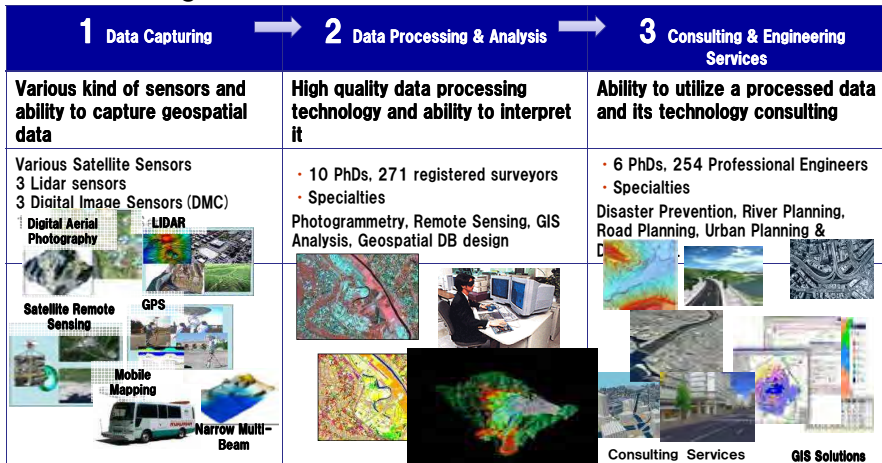 1 Data Capturing
2 Data Processing & Analysis
3 Consulting & Engineering
Services
Various kind of sensors and
ability to capture geospatial
data
High quality data processing
technology and ability to interpret
it
Ability to utilize a processed data
and its technology consulting
Various Satellite Sensors
3 Lidar sensors
3 Digital Image Sensors (DMC)
・10 PhDs, 271 registered surveyors
・Specialties
Photogrammetry, Remote Sensing, GIS
Analysis, Geospatial DB design
・6 PhDs, 254 Professional Engineers
・Specialties
Disaster Prevention, River Planning,
Road Planning, Urban Planning &
Digital Aerial
Photography
LIDAR
Satellite Remote
Sensing
GPS
Mobile
Mapping
Narrow Multi-
Beam
Consulting Services
GIS Solutions